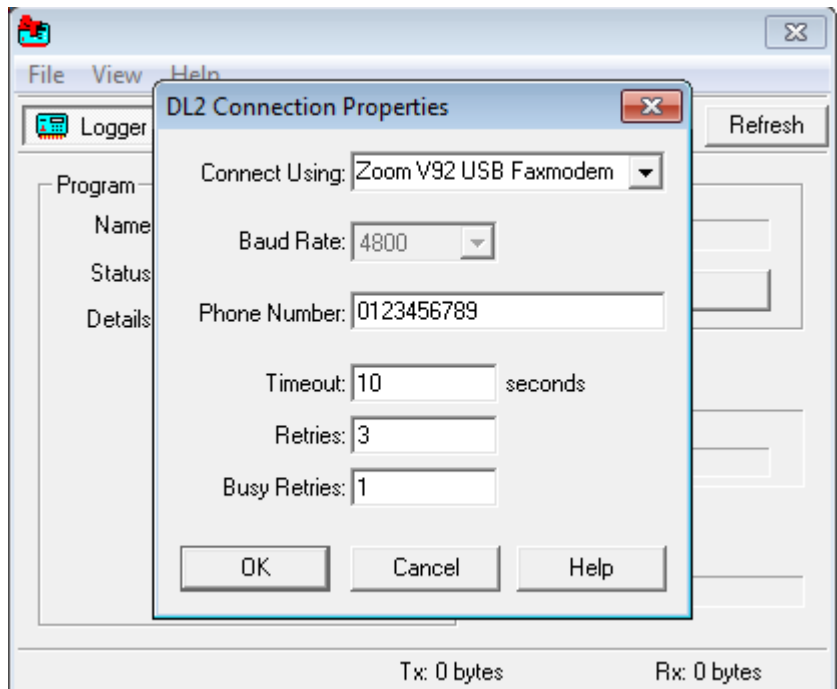 File View Help
DL2 Connection Properties
Logger
Refresh
Connect Using: Zoom V92 USB Faxmodem
Program
Name
Baud Rate: 4800
Status
Phone Number: 0123456789
Details
Timeout: 10 seconds
Retries: 3
Busy Retries: 1
OK Cancel Help
Tx: 0 bytes Rx: 0 bytes